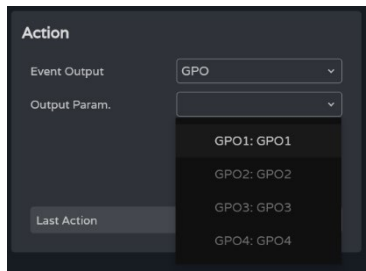 Action
Event Output GPO
Output Param.
GPO1: GPO1
GPO2: GPO2
GPO3: GPO3
Last Action
GPO4: GPO4